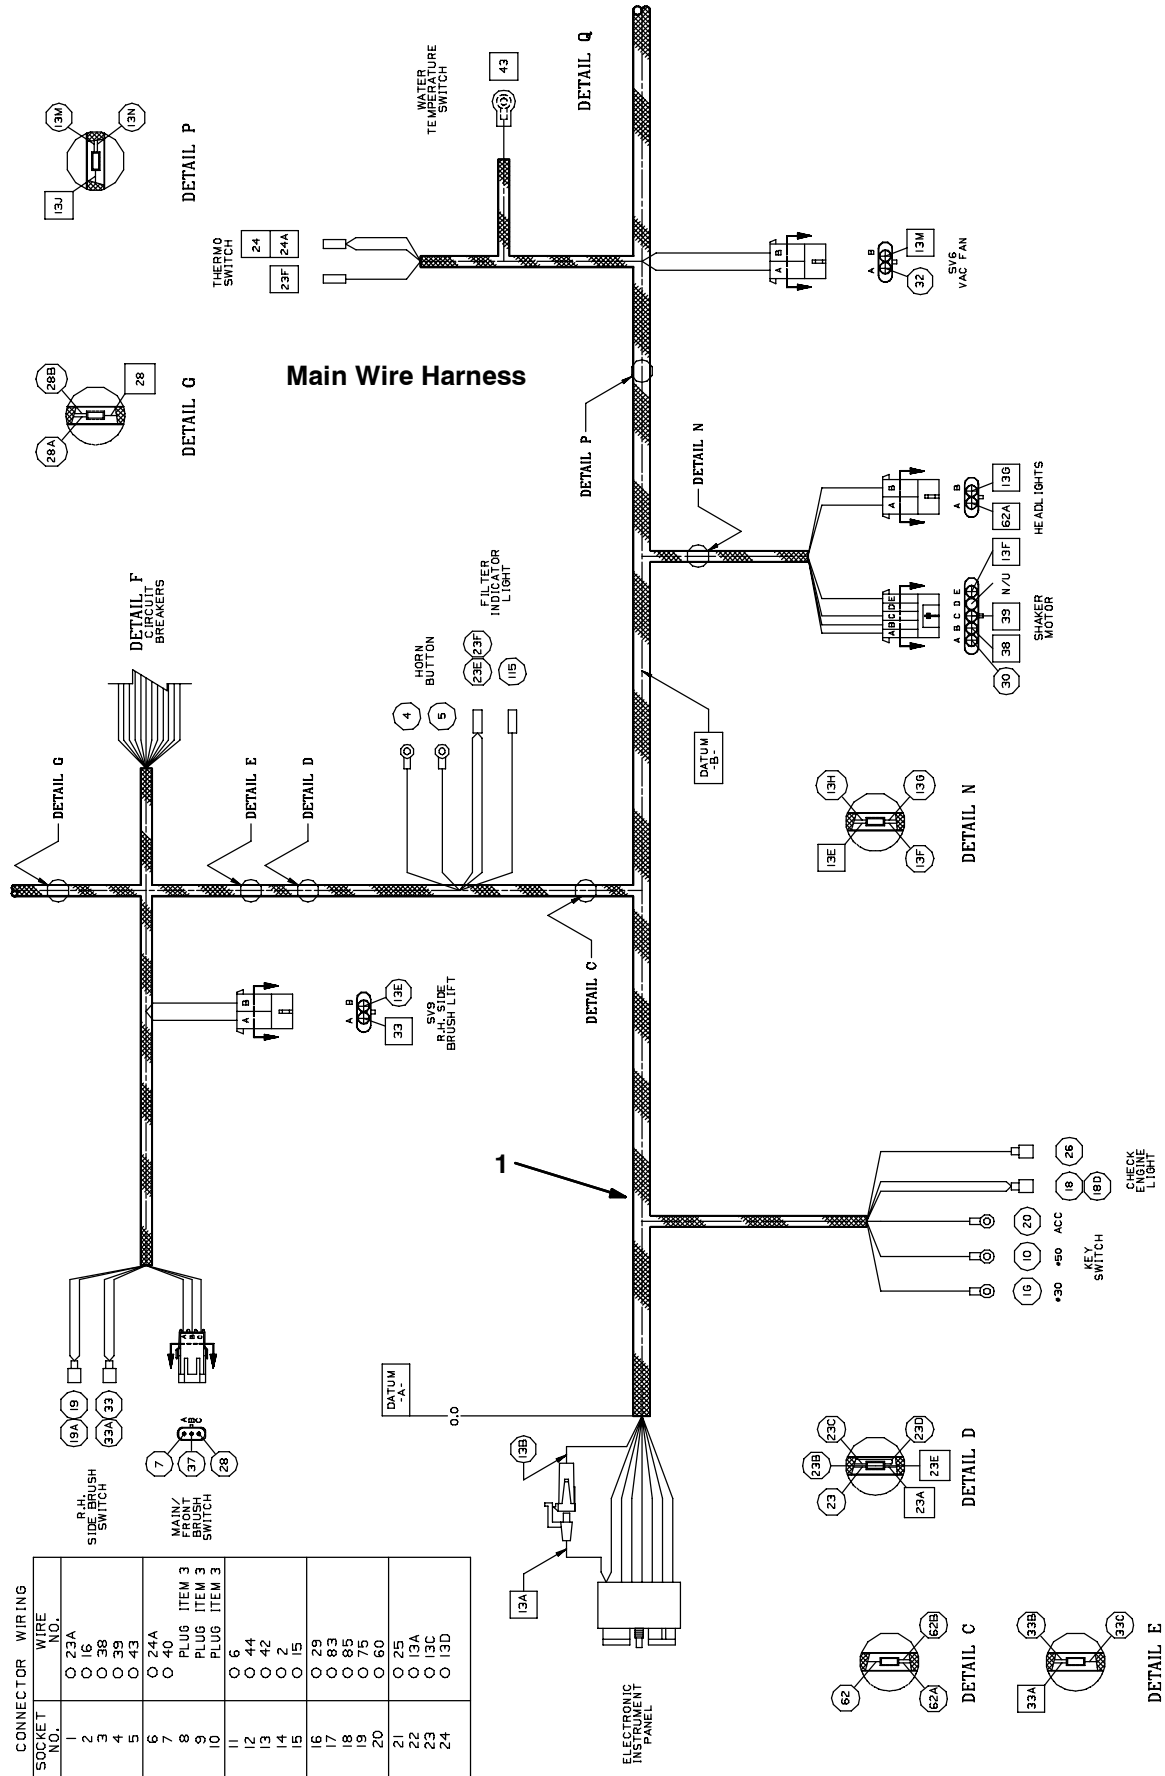 DETAIL P
13J
13M
13N
DETAIL G
28A
28B
28
Main Wire Harness
THERMO
SWITCH
24
24A
23F
WATER
TEMPERATURE
SWITCH
43
DETAIL Q
A
B
A
B
32
13M
SV6
VAC FAN
DETAIL P
DETAIL N
A
B
A
B
62A
13G
HEADLIGHTS
A B C D E
A B C D E
30
38
39
N/U
13F
SHAKER
MOTOR
DETAIL F
CIRCUIT
BREAKERS
HORN
BUTTON
4
5
FILTER
INDICATOR
LIGHT
23E
23F
115
DATUM
-B-
DETAIL G
DETAIL E
DETAIL D
DETAIL C
13H
13G
13E
13F
DETAIL N
A
B
A
B
33
13E
SV9
R.H. SIDE
BRUSH LIFT
1
26
18
18D
CHECK
ENGINE
LIGHT
20
ACC
10
#50
16
#30
KEY
SWITCH
19A
19
33A
33
R.H.
SIDE BRUSH
SWITCH
A B C
A
B
C
7
37
28
MAIN/
FRONT
BRUSH
SWITCH
DATUM
-A-
0.0
13B
13A
ELECTRONIC
INSTRUMENT
PANEL
23B
23C
23D
23
23A
23E
DETAIL D
62
62B
62A
DETAIL C
33B
33A
33C
DETAIL E
CONNECTOR WIRING
SOCKET NO. WIRE NO.
1 O 23A
2 O 16
3 O 38
4 O 39
5 O 43
6 O 24A
7 O 40
8 PLUG ITEM 3
9 PLUG ITEM 3
10 PLUG ITEM 3
11 O 6
12 O 44
13 O 42
14 O 2
15 O 15
16 O 29
17 O 83
18 O 85
19 O 75
20 O 60
21 O 25
22 O 13A
23 O 13C
24 O 13D